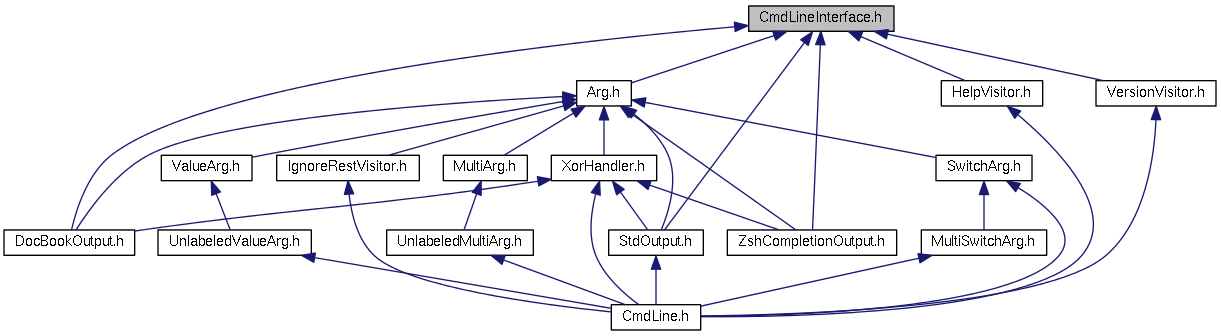 CmdLineInterface.h
Arg.h
HelpVisitor.h
VersionVisitor.h
ValueArg.h
IgnoreRestVisitor.h
MultiArg.h
XorHandler.h
SwitchArg.h
DocBookOutput.h
UnlabeledValueArg.h
UnlabeledMultiArg.h
StdOutput.h
ZshCompletionOutput.h
MultiSwitchArg.h
CmdLine.h